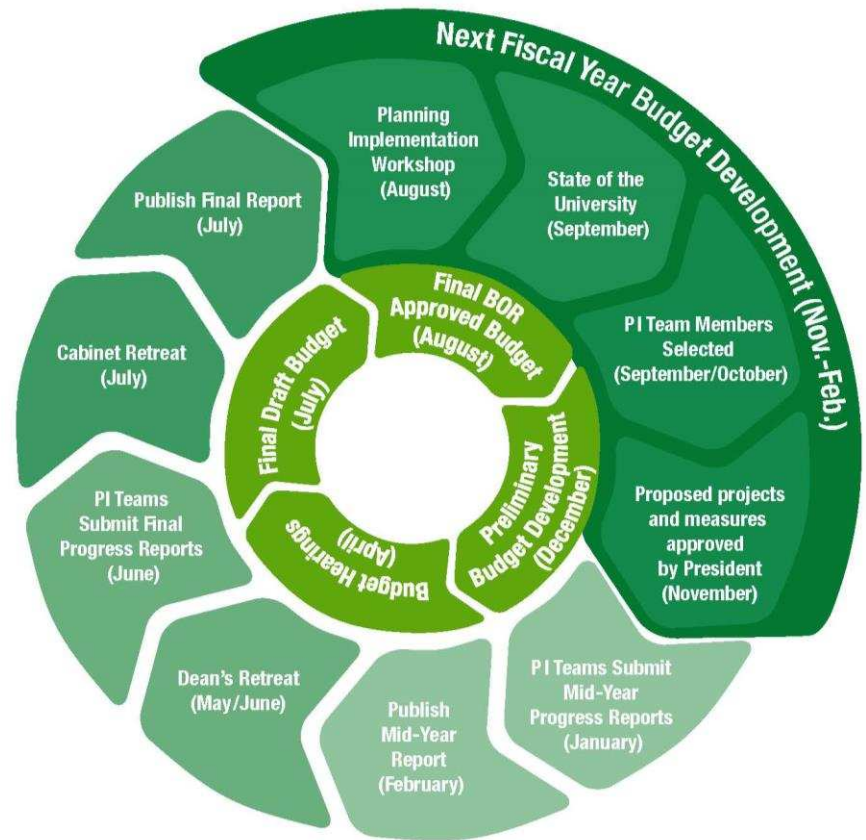 Next Fiscal Year Budget Development (Nov.-Feb.)
Planning
Implementation
Workshop
(August)
State of the
University
(September)
PI Team Members
Selected
(September/October)
Proposed projects
and measures
approved
by President
(November)
PI Teams Submit
Mid-Year
Progress Reports
(January)
Publish
Mid-Year
Report
(February)
Dean's Retreat
(May/June)
PI Teams
Submit Final
Progress Reports
(June)
Cabinet Retreat
(July)
Publish Final Report
(July)
Final BOR
Approved Budget
(August)
Preliminary
Budget Development
(December)
Budget Hearings
(April)
Final Draft Budget
(July)